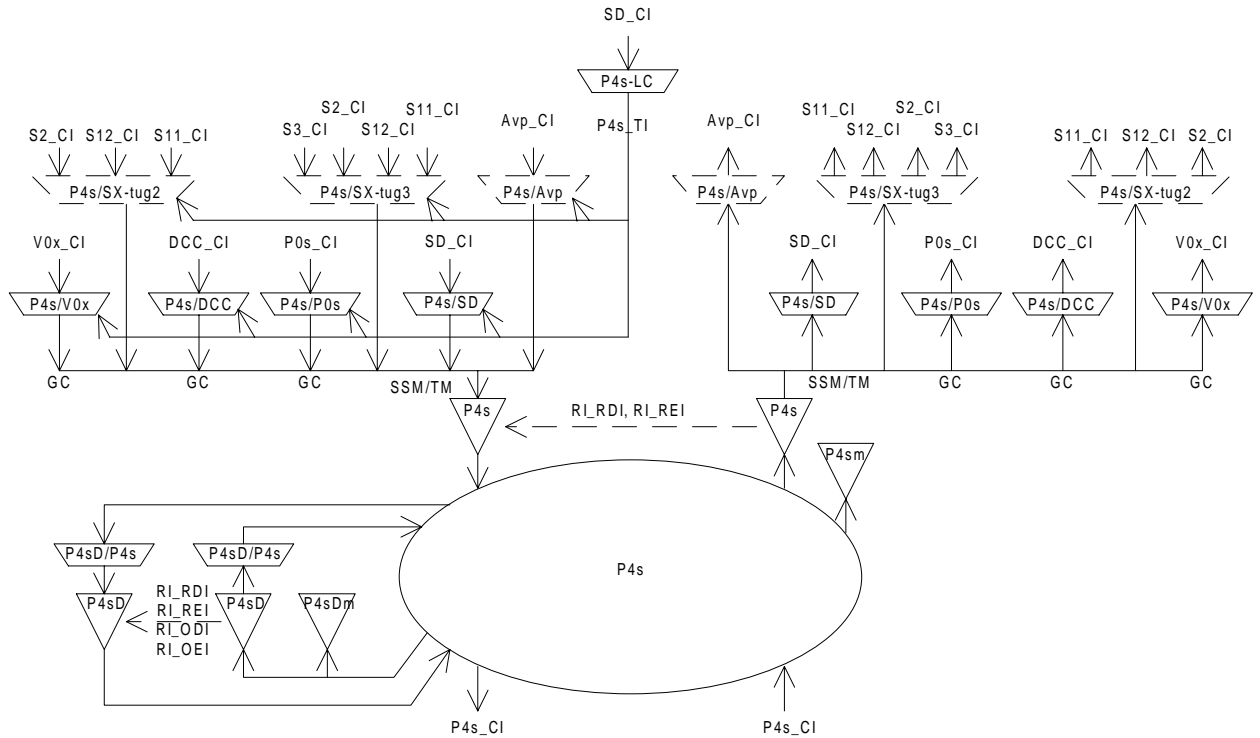 SD_CI
P4s-LC
S2_CI S11_CI S11_CI S2_CI
S2_CI S12_CI S11_CI S3_CI S12_CI Avp_CI P4s_TI Avp_CI S12_CI S3_CI S11_CI S12_CI S2_CI
P4s/SX-tug2 P4s/SX-tug3 P4s/Avp P4s/Avp P4s/SX-tug3 P4s/SX-tug2
V0x_CI DCC_CI P0s_CI SD_CI SD_CI P0s_CI DCC_CI V0x_CI
P4s/V0x P4s/DCC P4s/P0s P4s/SD P4s/SD P4s/P0s P4s/DCC P4s/V0x
GC GC GC SSM/TM SSM/TM GC GC GC
P4s RI_RDI, RI_REI P4s
P4sm
P4sD/P4s P4sD/P4s
P4s
RI_RDI
P4sD RI_REI P4sD P4sDm
RI_ODI
RI_OEI
P4s_CI P4s_CI